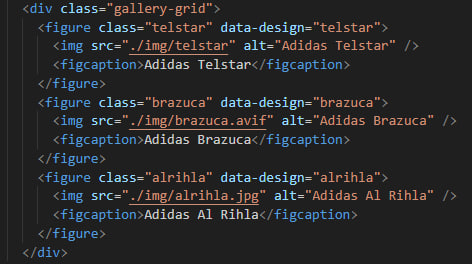 <div class="gallery-grid">
<figure class="telstar" data-design="telstar">
<img src="./img/telstar" alt="Adidas Telstar" />
<figcaption>Adidas Telstar</figcaption>
</figure>
<figure class="brazuca" data-design="brazuca">
<img src="./img/brazuca.avif" alt="Adidas Brazuca" />
<figcaption>Adidas Brazuca</figcaption>
</figure>
<figure class="alrihla" data-design="alrihla">
<img src="./img/alrihla.jpg" alt="Adidas Al Rihla" />
<figcaption>Adidas Al Rihla</figcaption>
</figure>
</div>